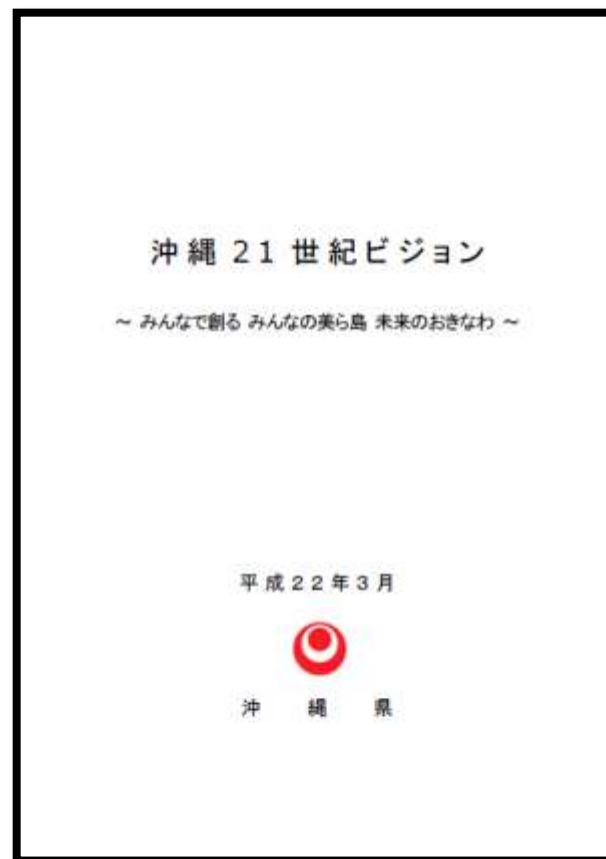 沖縄21世紀ビジョン
～ みんなで創る みんなの美ら島 未来のおきなわ ～
平成２２年３月
沖縄県